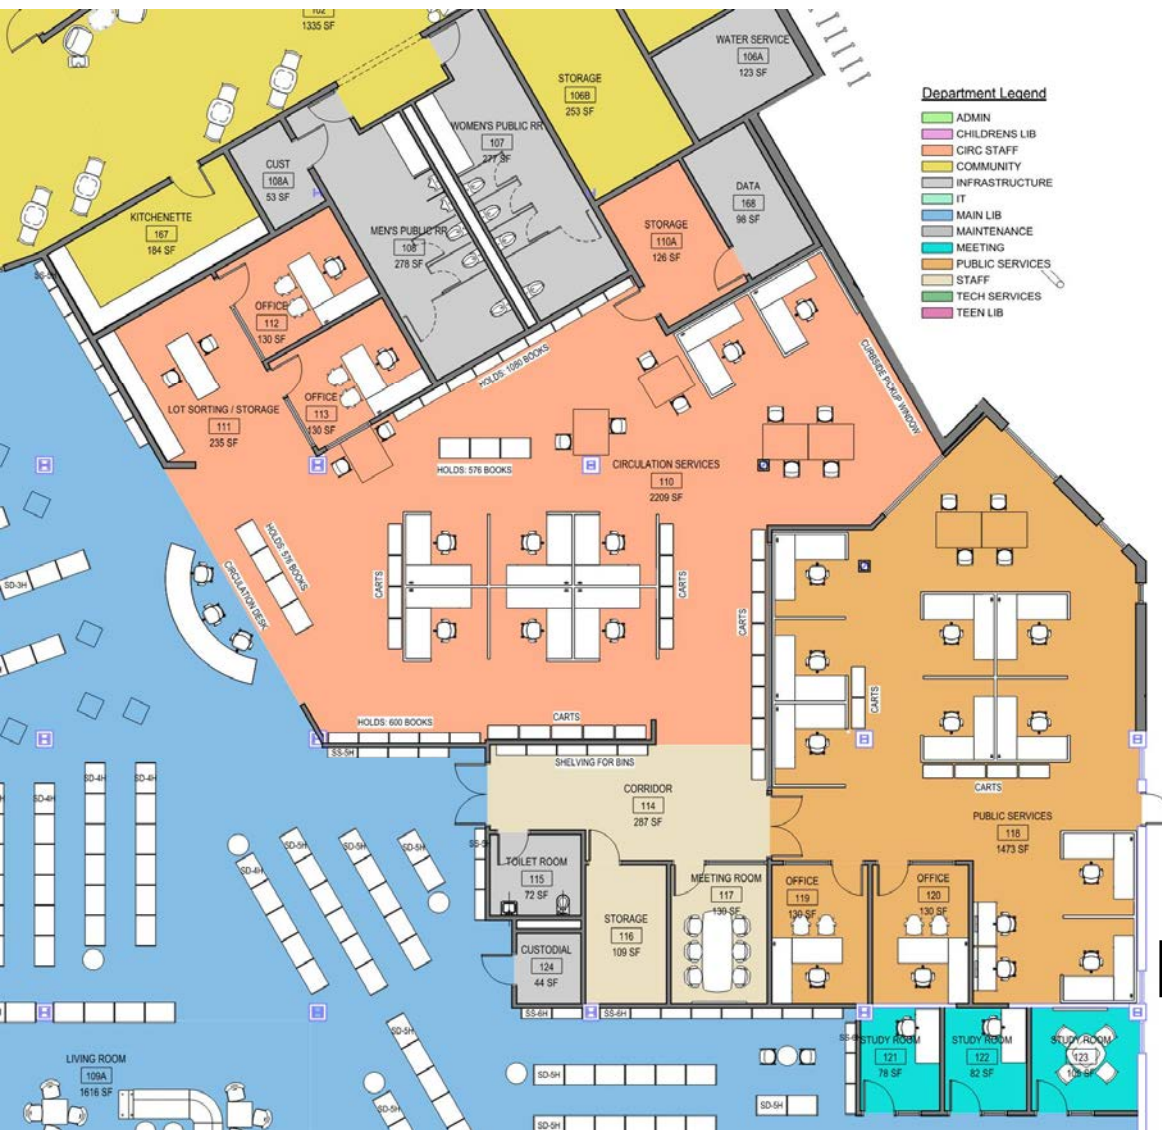 102
1335 SF
WATER SERVICE
106A
123 SF
STORAGE
106B
253 SF
Department Legend
ADMIN
CHILDRENS LIB
CIRC STAFF
COMMUNITY
INFRASTRUCTURE
IT
MAIN LIB
MAINTENANCE
MEETING
PUBLIC SERVICES
STAFF
TECH SERVICES
TEEN LIB
WOMEN'S PUBLIC RR
107
277 SF
CUST
108A
53 SF
DATA
168
98 SF
KITCHENETTE
167
184 SF
MEN'S PUBLIC RR
108
278 SF
STORAGE
110A
126 SF
OFFICE
112
130 SF
HOLDS: 1080 BOOKS
CURBSIDE PICKUP WINDOW
OFFICE
113
130 SF
LOT SORTING / STORAGE
111
235 SF
HOLDS: 576 BOOKS
CIRCULATION SERVICES
110
2209 SF
HOLDS: 576 BOOKS
CIRCULATION DESK
CARTS
CARTS
CARTS
SD-3H
CARTS
HOLDS: 600 BOOKS
CARTS
SS-5H
SHELVING FOR BINS
CORRIDOR
114
287 SF
CARTS
PUBLIC SERVICES
118
1473 SF
SD-4H
SD-4H
SD-4H
SD-5H
SD-5H
SD-5H
SD-4H
TOILET ROOM
115
72 SF
MEETING ROOM
117
130 SF
OFFICE
119
130 SF
OFFICE
120
130 SF
STORAGE
116
109 SF
CUSTODIAL
124
44 SF
SS-6H
SS-6H
SD-5H
STUDY ROOM
121
78 SF
STUDY ROOM
122
82 SF
STUDY ROOM
123
105 SF
LIVING ROOM
109A
1616 SF
SD-5H
SD-5H
SD-5H
SD-5H